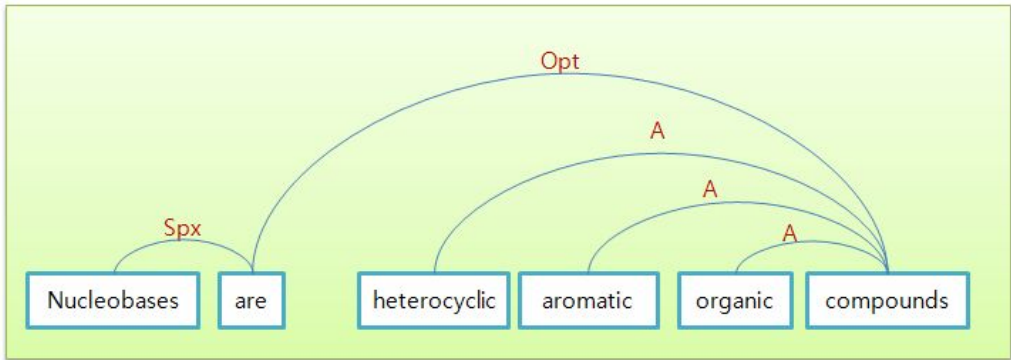 Opt
A
A
A
Spx
Nucleobases are heterocyclic aromatic organic compounds